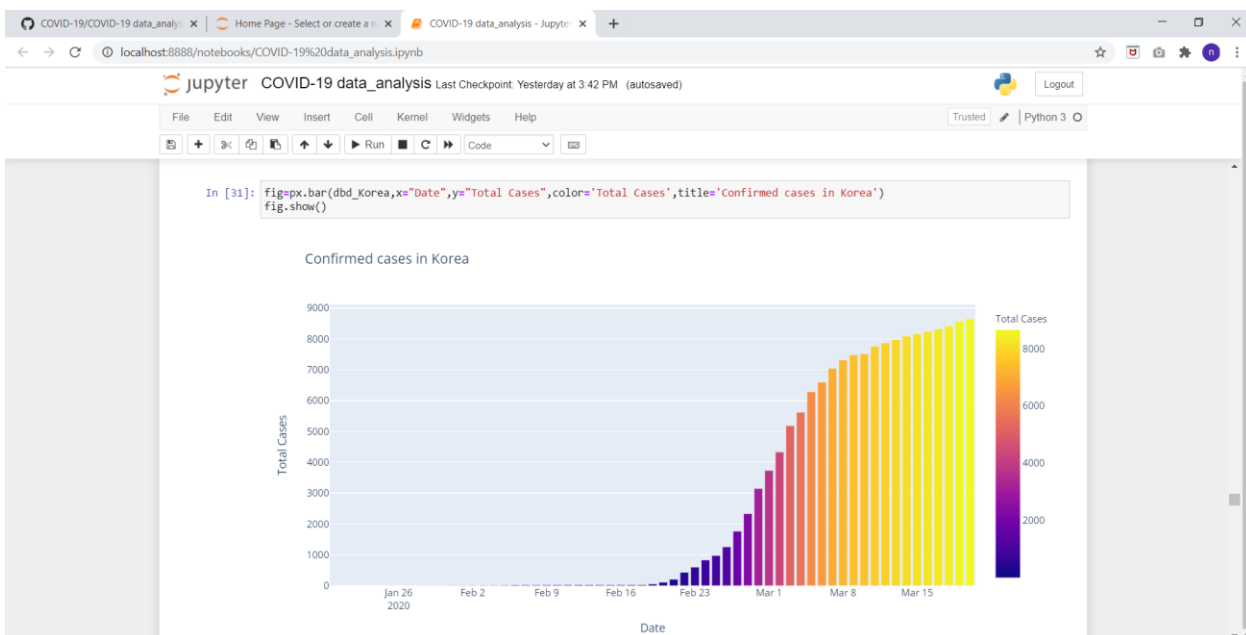 COVID-19/COVID-19 data_analys
Home Page - Select or create a n
COVID-19 data_analysis - Jupyter
localhost:8888/notebooks/COVID-19%20data_analysis.ipynb
n
jupyter COVID-19 data_analysis Last Checkpoint: Yesterday at 3:42 PM (autosaved)
Logout
File Edit View Insert Cell Kernel Widgets Help
Trusted Python 3
Run Code
In [31]: fig=px.bar(dbd_Korea,x="Date",y="Total Cases",color='Total Cases',title='Confirmed cases in Korea')
fig.show()
Confirmed cases in Korea
9000
8000
7000
6000
5000
4000
3000
2000
1000
0
Total Cases
Jan 26 Feb 2 Feb 9 Feb 16 Feb 23 Mar 1 Mar 8 Mar 15
2020
Date
Total Cases
8000
6000
4000
2000